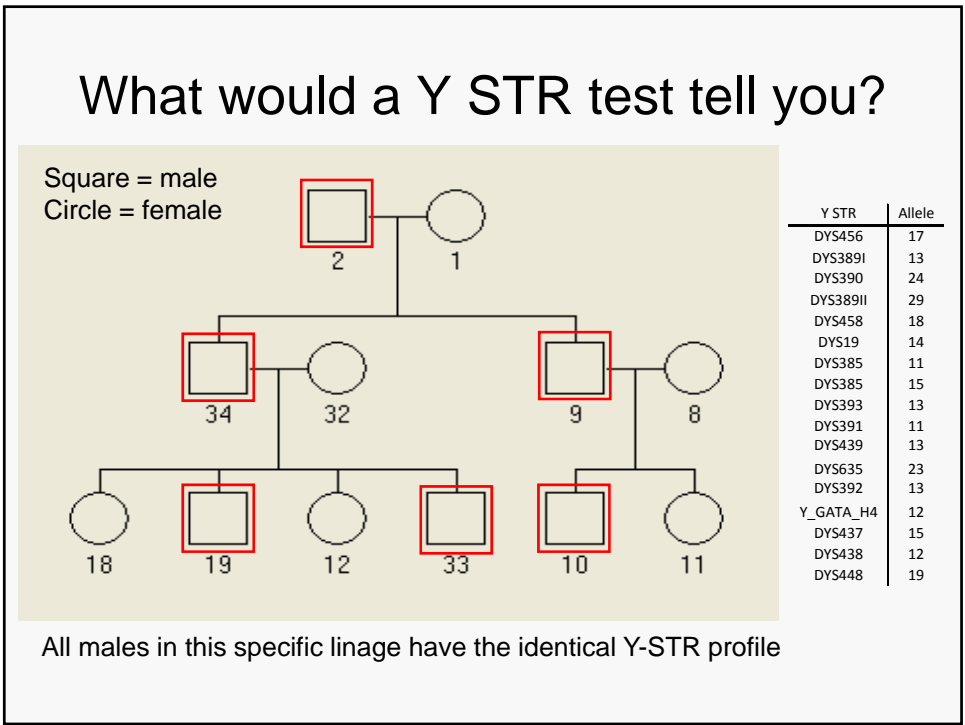 What would a Y STR test tell you?
Square = male
Circle = female
2 1
34 32 9 8
18 19 12 33 10 11
Y STR Allele
DYS456 17
DYS389I 13
DYS390 24
DYS389II 29
DYS458 18
DYS19 14
DYS385 11
DYS385 15
DYS393 13
DYS391 11
DYS439 13
DYS635 23
DYS392 13
Y_GATA_H4 12
DYS437 15
DYS438 12
DYS448 19
All males in this specific linage have the identical Y-STR profile